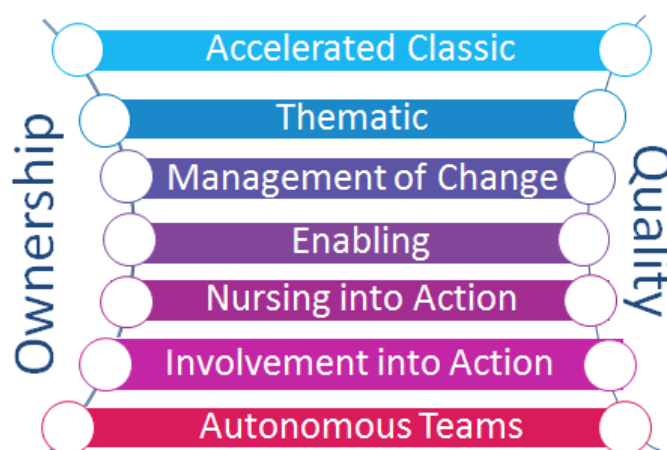 Accelerated Classic
Thematic
Management of Change
Enabling
Nursing into Action
Involvement into Action
Autonomous Teams
Ownership
Quality